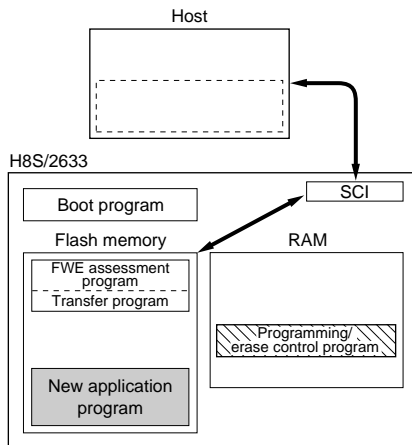 Host
H8S/2633
SCI
Boot program
Flash memory
RAM
FWE assessment
program
Transfer program
Programming/
erase control program
New application
program